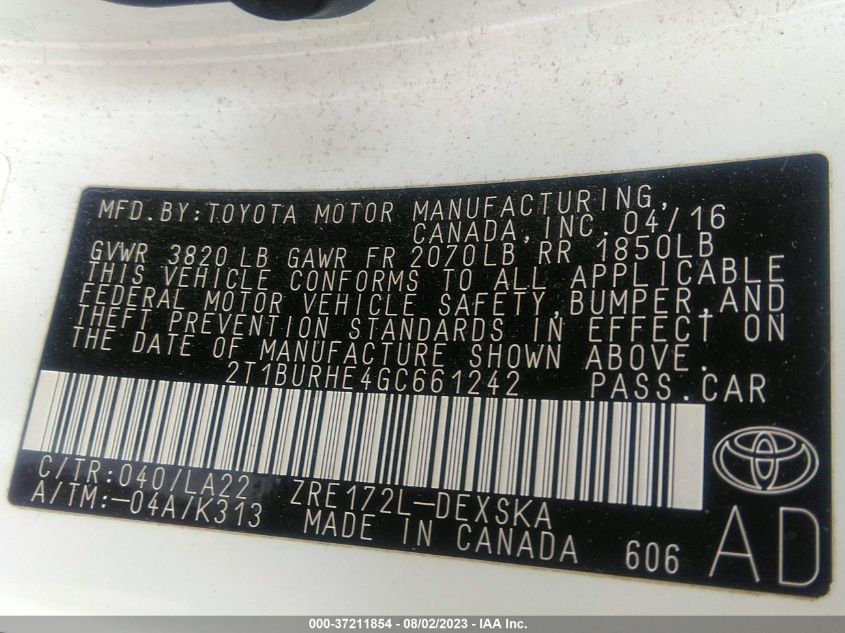 MFD.BY:TOYOTA MOTOR MANUFACTURING,
CANADA,INC. 04/16
GVWR 3820 LB GAWR FR 2070LB RR 1850LB
THIS VEHICLE CONFORMS TO ALL APPLICABLE
FEDERAL MOTOR VEHICLE SAFETY,BUMPER,AND
THEFT PREVENTION STANDARDS IN EFFECT ON
THE DATE OF MANUFACTURE SHOWN ABOVE.
2T1BURHE4GC661242 PASS.CAR
C/TR:040/LA22 ZRE172L-DEXSKA
A/TM:-04A/K313 MADE IN CANADA 606 AD
000-37211854 - 08/02/2023 - IAA Inc.